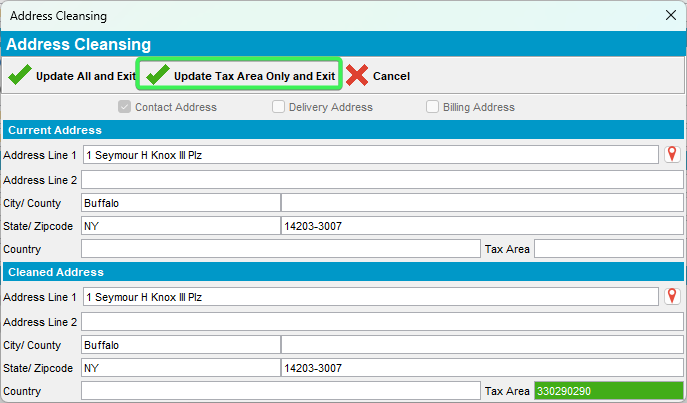 Address Cleansing
Address Cleansing
Update All and Exit Update Tax Area Only and Exit Cancel
Contact Address Delivery Address Billing Address
Current Address
Address Line 1 1 Seymour H Knox III Plz
Address Line 2
City/ County Buffalo
State/ Zipcode NY 14203-3007
Country Tax Area
Cleaned Address
Address Line 1 1 Seymour H Knox III Plz
Address Line 2
City/ County Buffalo
State/ Zipcode NY 14203-3007
Country Tax Area 330290290